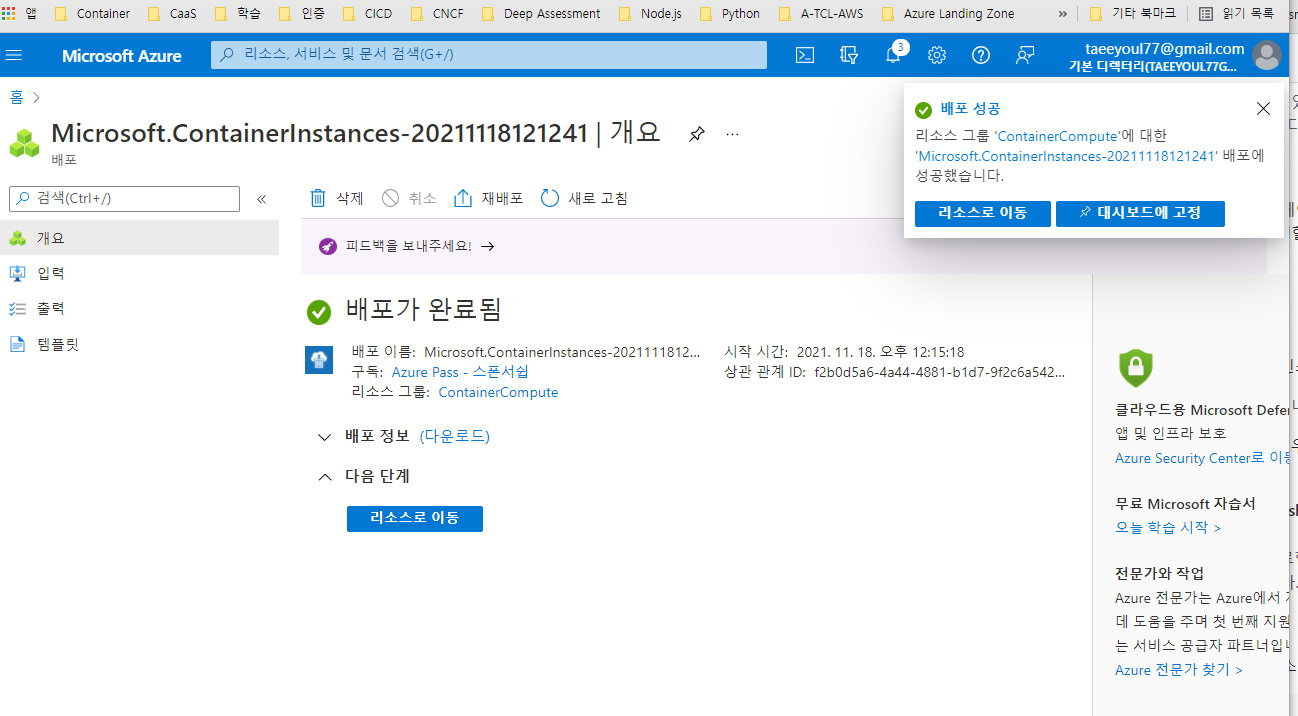 앱 Container CaaS 학습 인증 CICD CNCF Deep Assessment Node.js Python A-TCL-AWS Azure Landing Zone » 기타 북마크 읽기 목록
Microsoft Azure
리소스, 서비스 및 문서 검색(G+/)
3
taeeyoul77@gmail.com
기본 디렉터리(TAEEYOUL77G...
홈 >
Microsoft.ContainerInstances-20211118121241 | 개요 ...
배포
배포 성공
리소스 그룹 'ContainerCompute'에 대한
'Microsoft.ContainerInstances-20211118121241' 배포에
성공했습니다.
리소스로 이동 대시보드에 고정
검색(Ctrl+/) «
삭제 취소 재배포 새로 고침
개요
입력
출력
템플릿
피드백을 보내주세요! →
배포가 완료됨
배포 이름: Microsoft.ContainerInstances-2021111812...
구독: Azure Pass - 스폰서쉽
리소스 그룹: ContainerCompute
시작 시간: 2021. 11. 18. 오후 12:15:18
상관 관계 ID: f2b0d5a6-4a44-4881-b1d7-9f2c6a542...
배포 정보 (다운로드)
다음 단계
리소스로 이동
클라우드용 Microsoft Defer
앱 및 인프라 보호
Azure Security Center로 이동
무료 Microsoft 자습서
오늘 학습 시작 >
전문가와 작업
Azure 전문가는 Azure에서
데 도움을 주며 첫 번째 지원
는 서비스 공급자 파트너입니
Azure 전문가 찾기 >